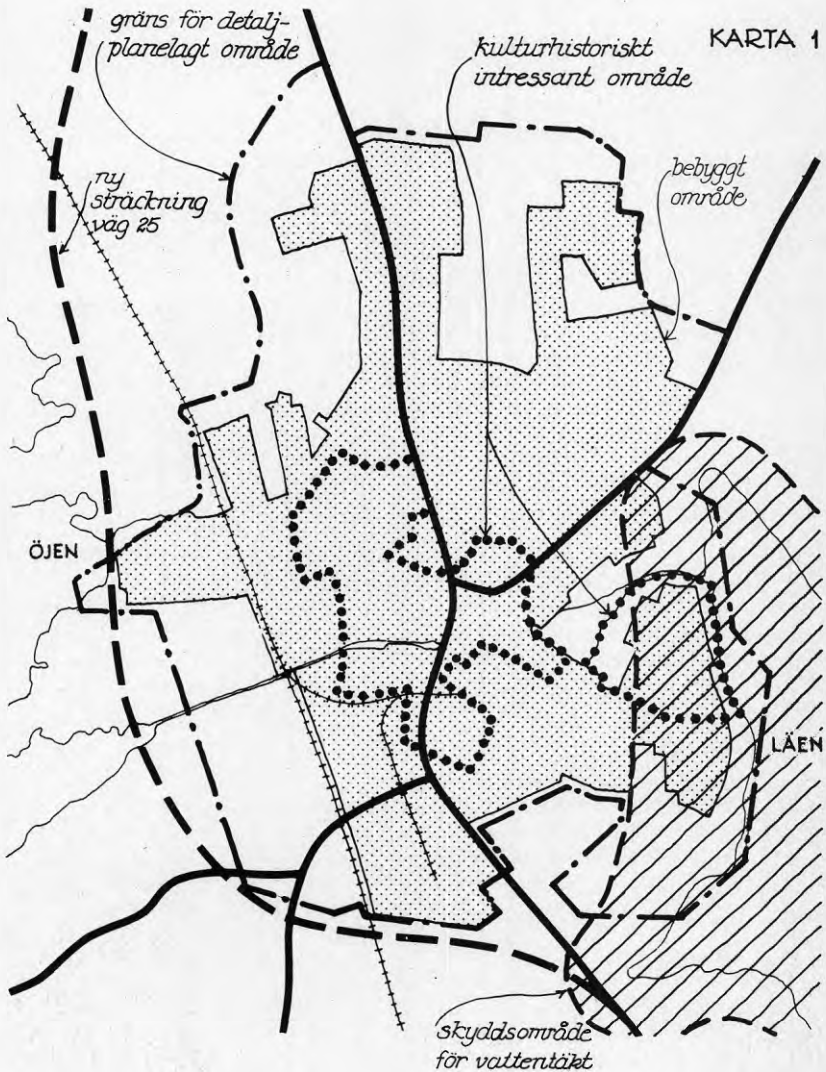 gräns för detalj-
planelagt område
kulturhistoriskt
intressant område
KARTA 1
ny
sträckning
väg 25
bebyggt
område
ÖJEN
LÄEN
skyddsområde
för vattentäkt